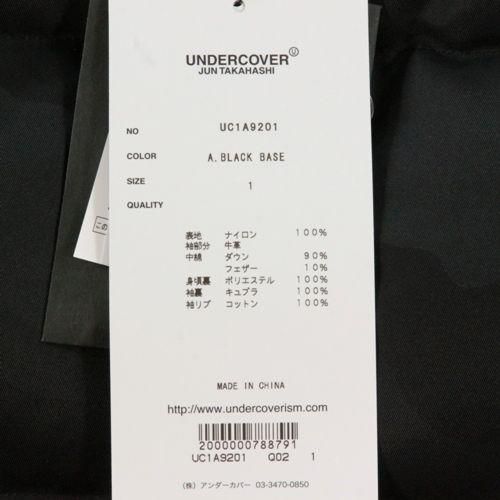 UNDERCOVER Ⓤ
JUN TAKAHASHI
NO UC1A9201
COLOR A.BLACK BASE
SIZE 1
QUALITY
表地 ナイロン 100%
袖部分 牛革
中綿 ダウン 90%
フェザー 10%
身頃裏 ポリエステル 100%
袖裏 キュプラ 100%
袖リブ コットン 100%
MADE IN CHINA
http://www.undercoverism.com
2000000788791
UC1A9201 Q02 1
(株) アンダーカバー 03-3470-0850
この